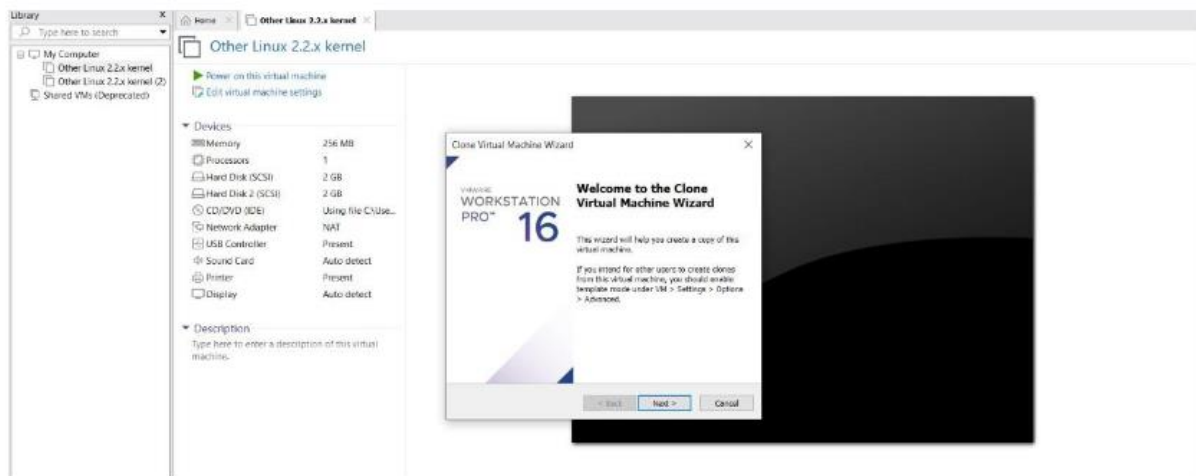 Library
X
Home
Other Linux 2.2.x kernel
Type here to search
My Computer
Other Linux 2.2.x kernel
Other Linux 2.2.x kernel (2)
Shared VMs (Deprecated)
Other Linux 2.2.x kernel
Power on this virtual machine
Edit virtual machine settings
Devices
Memory 256 MB
Processors 1
Hard Disk (SCSI) 2 GB
Hard Disk 2 (SCSI) 2 GB
CD/DVD (IDE) Using file C:\Use...
Network Adapter NAT
USB Controller Present
Sound Card Auto detect
Printer Present
Display Auto detect
Description
Type here to enter a description of this virtual
machine.
Clone Virtual Machine Wizard
VMWARE
WORKSTATION
PRO™ 16
Welcome to the Clone
Virtual Machine Wizard
This wizard will help you create a copy of this
virtual machine.
If you intend for other users to create clones
from this virtual machine, you should enable
template mode under VM > Settings > Options
> Advanced.
< Back
Next >
Cancel